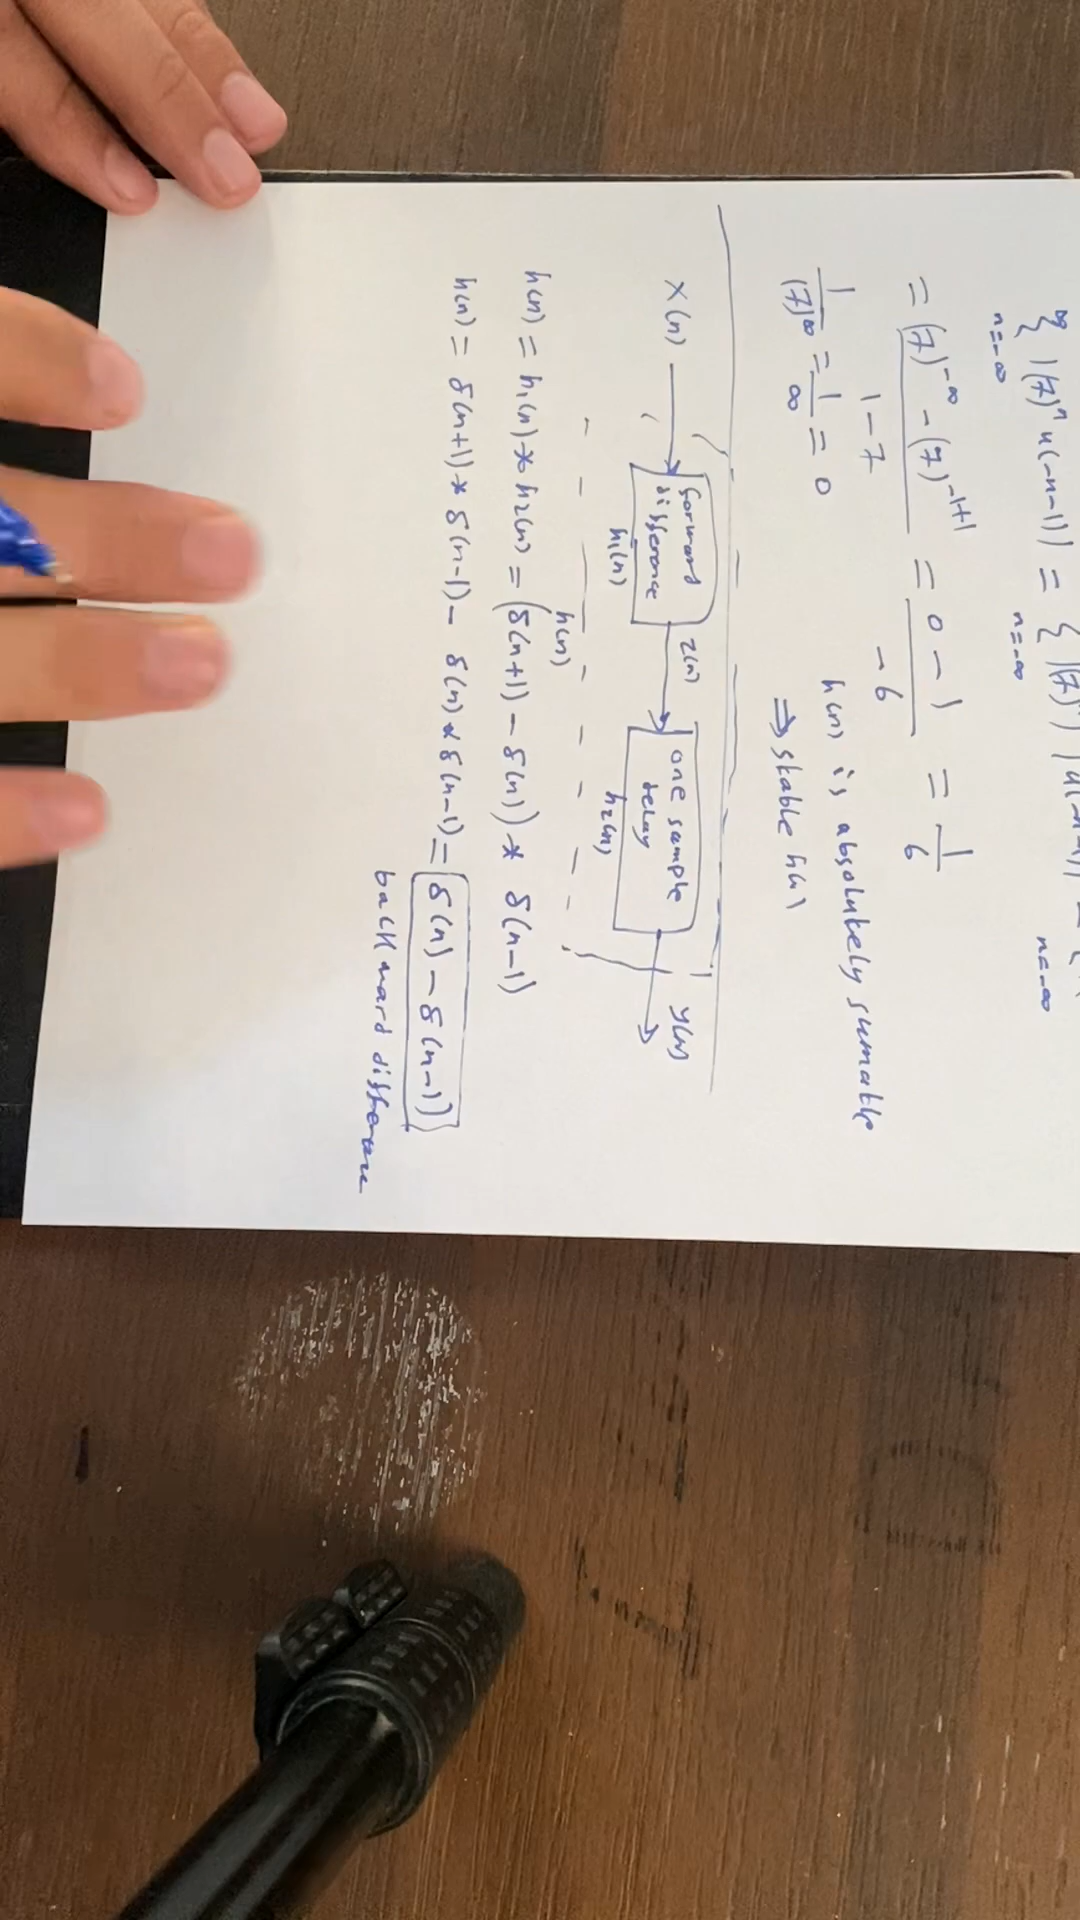 ∞
Σ |(7)ⁿ u(-n-1)| = Σ |(7)ⁿ| |u(-n-1)| =
n=-∞ n=-∞ n=-∞
= (7)^-∞ - (7)^-1+1 = 0 - 1 = 1
1 - 7 - 6 6
1 = 1 = 0
(7)^∞ ∞
h(n) is absolutely sumable
⇒ stable h(n)
x(n) forward difference z(n) one sample delay y(n)
h₁(n) h₂(n)
h(n)
h(n) = h₁(n) * h₂(n) = (δ(n+1) - δ(n)) * δ(n-1)
h(n) = δ(n+1) * δ(n-1) - δ(n) * δ(n-1) = δ(n) - δ(n-1)
backward difference